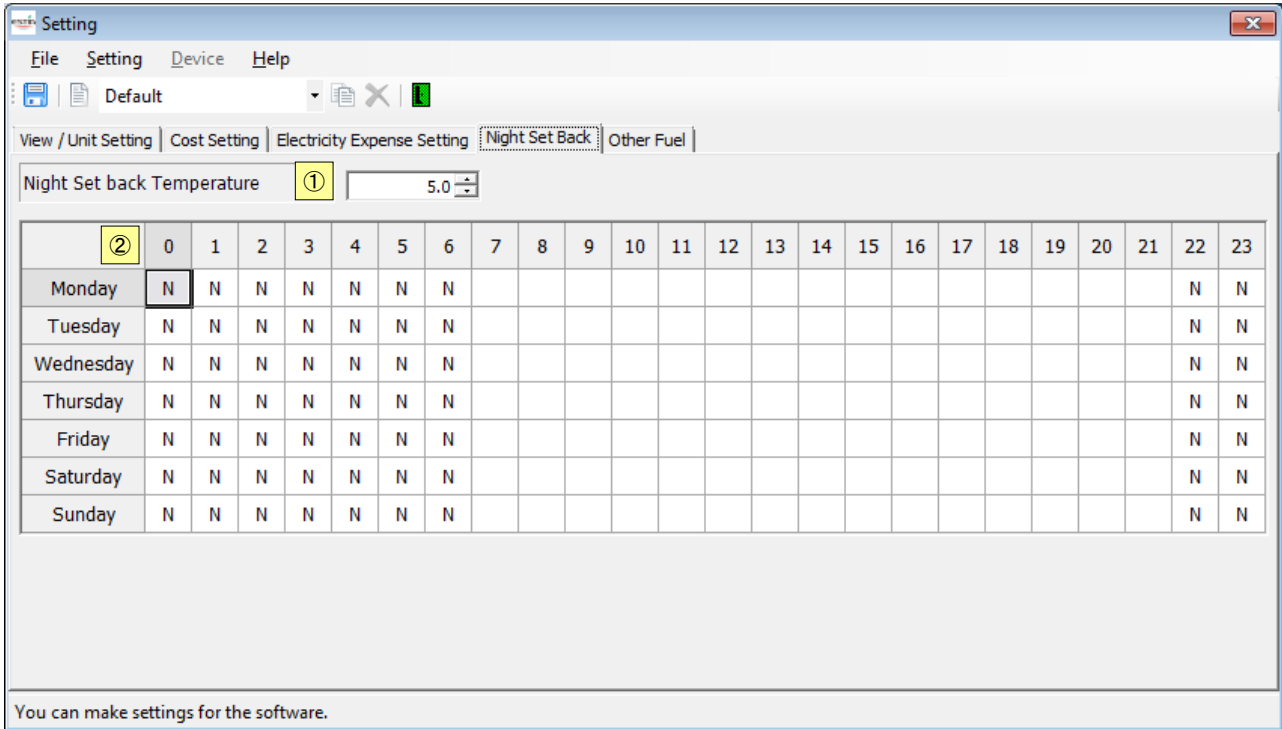 estia Setting
File Setting Device Help
Default
View / Unit Setting Cost Setting Electricity Expense Setting Night Set Back Other Fuel
Night Set back Temperature ① 5.0
② 0 1 2 3 4 5 6 7 8 9 10 11 12 13 14 15 16 17 18 19 20 21 22 23
Monday N N N N N N N N N
Tuesday N N N N N N N N N
Wednesday N N N N N N N N N
Thursday N N N N N N N N N
Friday N N N N N N N N N
Saturday N N N N N N N N N
Sunday N N N N N N N N N
You can make settings for the software.